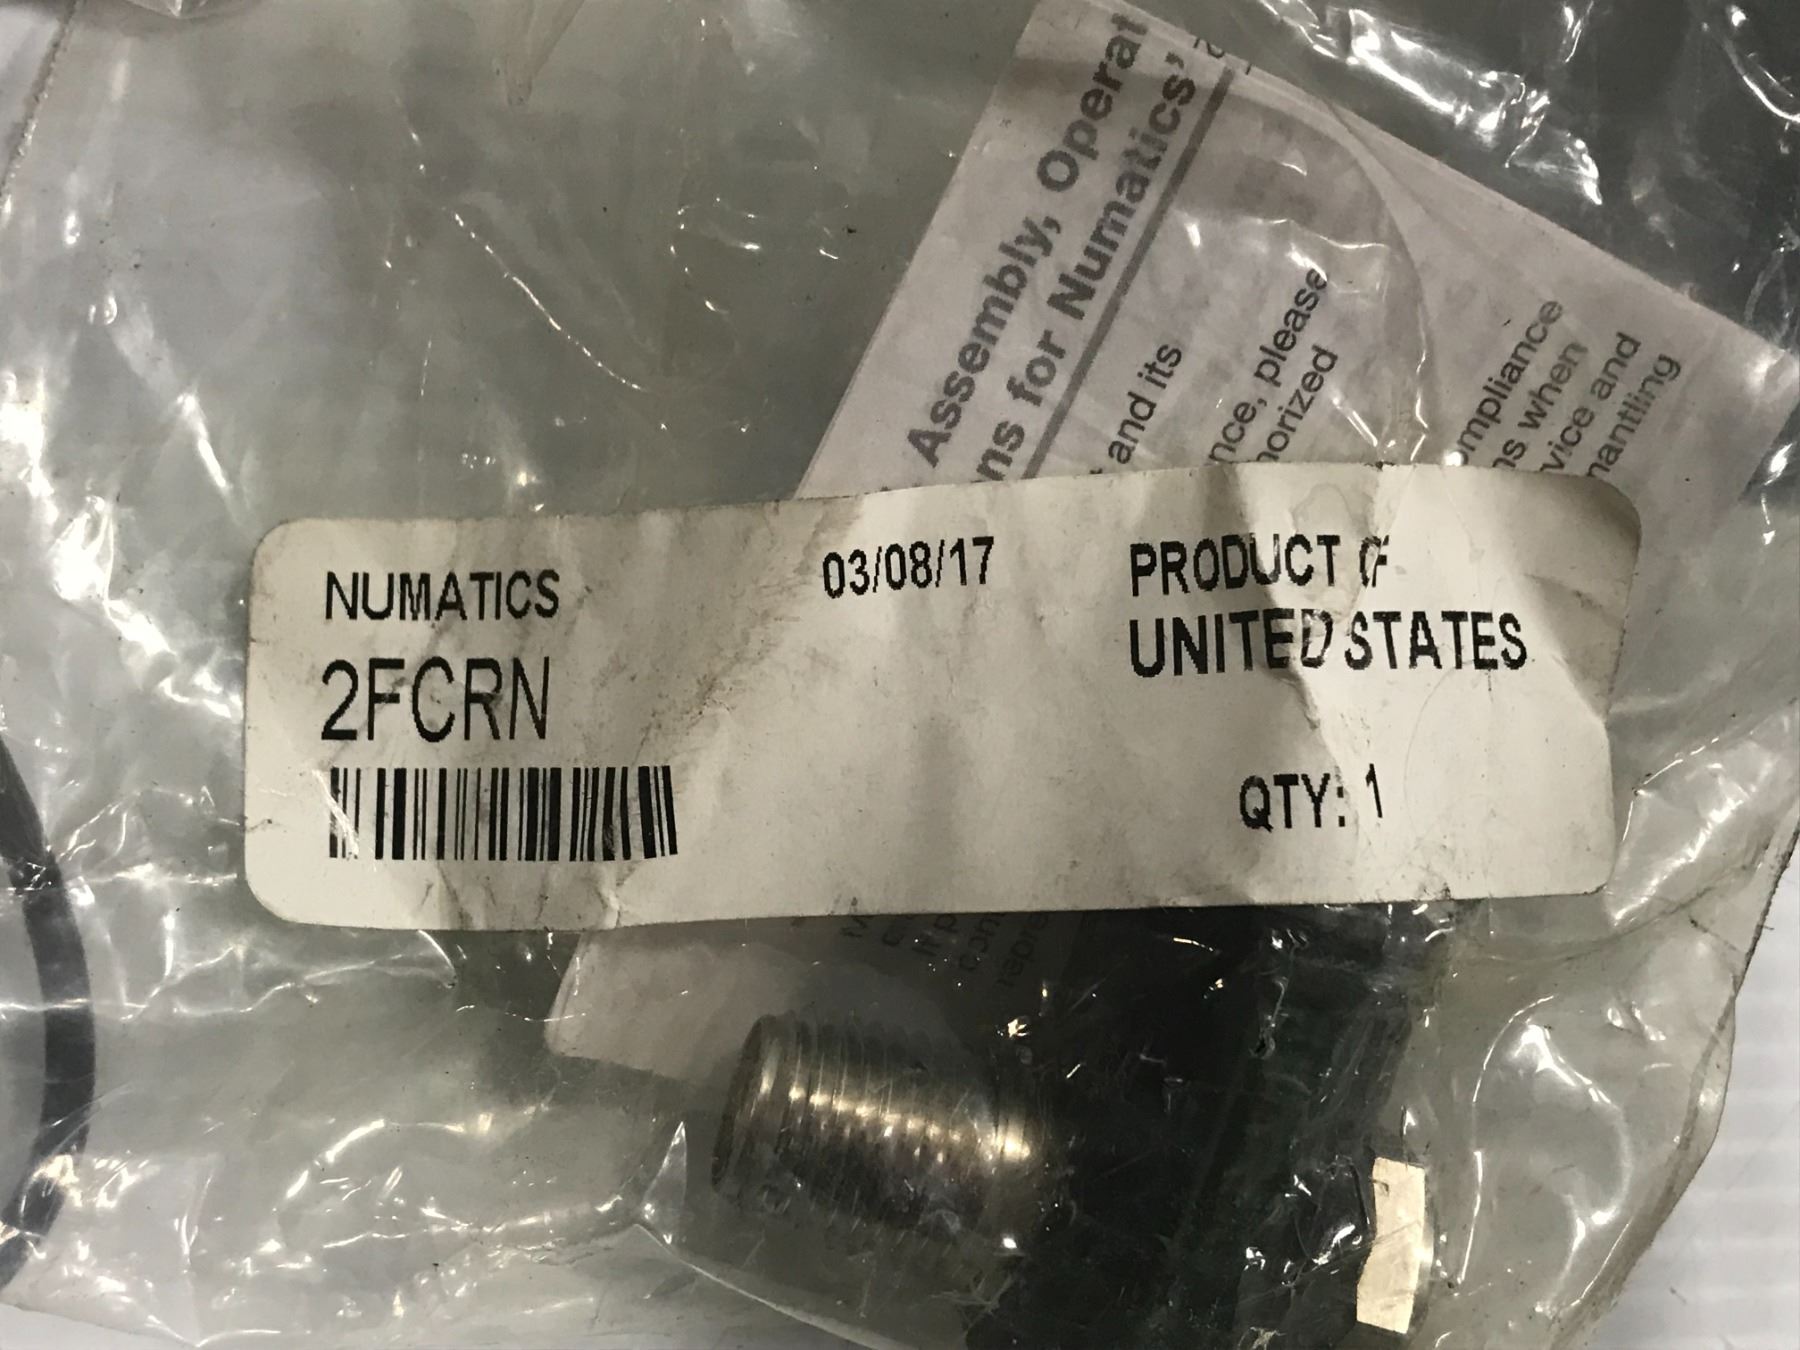 Assembly, Operat
ns for Numatics'
and its
nce, please
horized
ompliance
ns when
vice and
mantling
NUMATICS
03/08/17
PRODUCT OF
UNITED STATES
2FCRN
QTY: 1